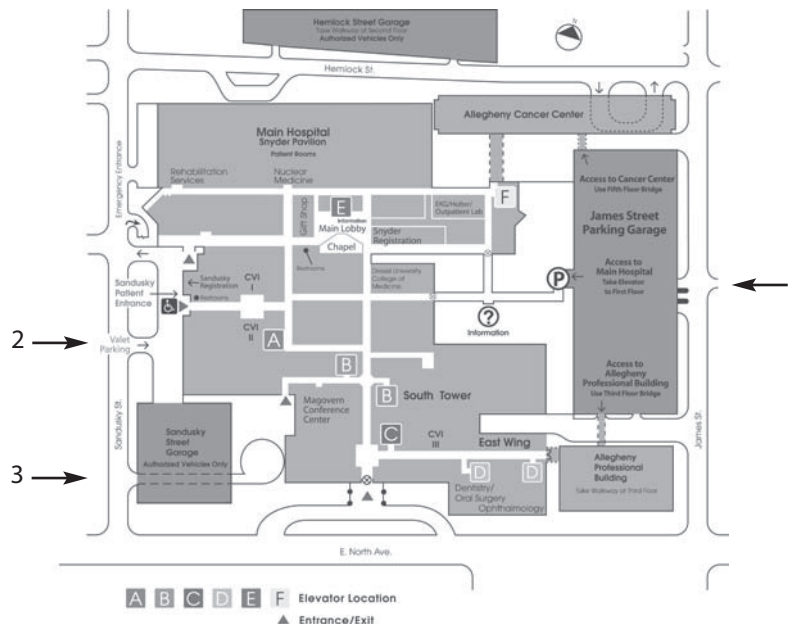 Hemlock Street Garage
Take Walkway at Second Floor
Authorized Vehicles Only
N
Hemlock St.
Allegheny Cancer Center
Main Hospital
Snyder Pavilion
Patient Rooms
Rehabilitation
Services
Nuclear
Medicine
Emergency Entrance
Gift Shop
E
Information
Main Lobby
Chapel
EKG/Holter/
Outpatient Lab
Snyder
Registration
F
Access to Cancer Center
Use Fifth Floor Bridge
James Street
Parking Garage
Access to
Main Hospital
Take Elevator
to First Floor
P
Restrooms
Drexel University
College of
Medicine
Sandusky
Registration
Restrooms
CVI
I
Sandusky
Patient
Entrance
CVI
II
A
?
Information
2
Valet
Parking
B
B
Access to
Allegheny
Professional Building
Use Third Floor Bridge
South Tower
Magovern
Conference
Center
Sandusky St.
James St.
Sandusky
Street
Garage
Authorized Vehicles Only
C
CVI
III
East Wing
3
D
D
Dentistry/
Oral Surgery
Ophthalmology
Allegheny
Professional
Building
Take Walkway at Third Floor
E. North Ave.
A B C D E F Elevator Location
Entrance/Exit